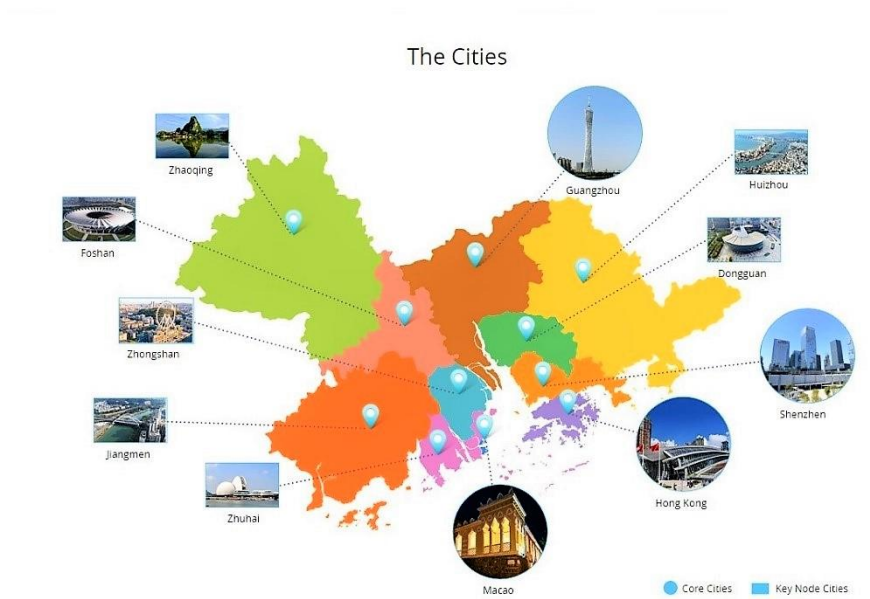 The Cities
Zhaoqing
Guangzhou
Huizhou
Foshan
Dongguan
Zhongshan
Shenzhen
Jiangmen
Hong Kong
Zhuhai
Macao
Core Cities
Key Node Cities